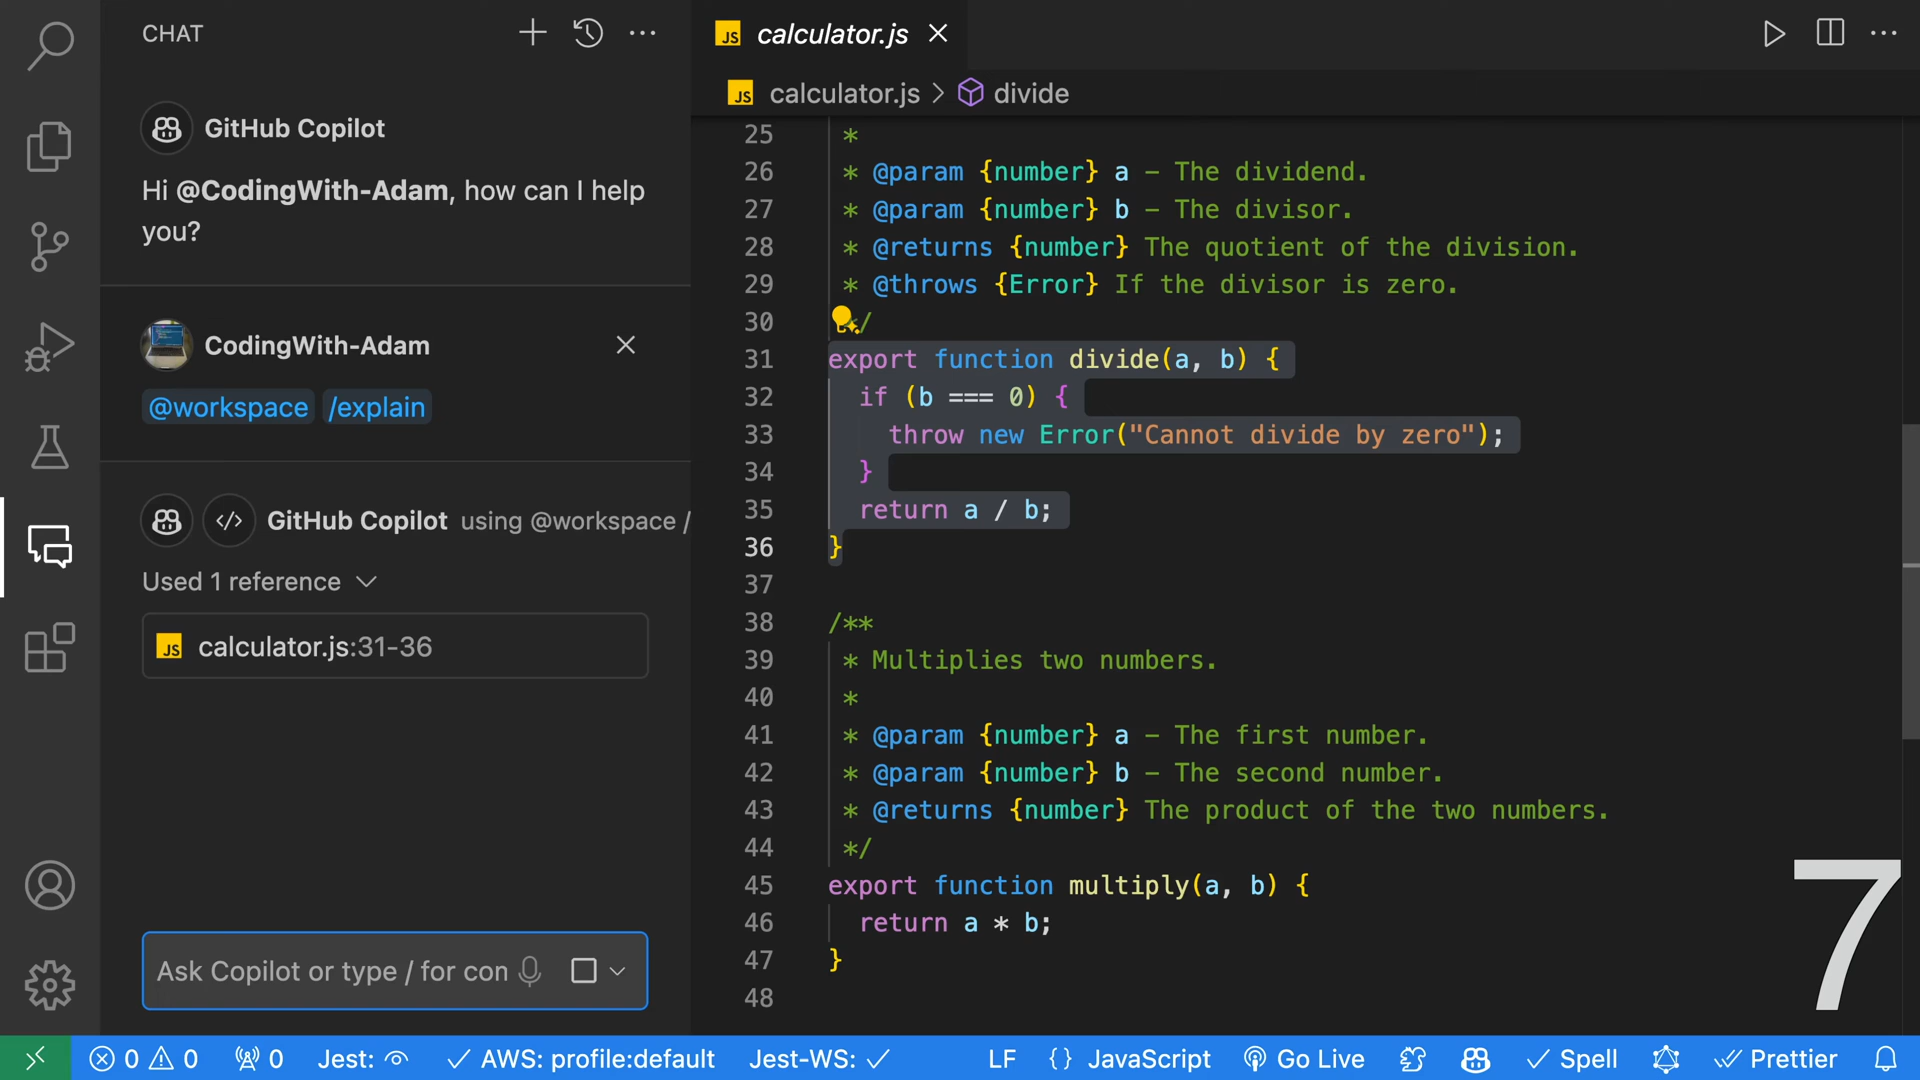 CHAT
GitHub Copilot
Hi @CodingWith-Adam, how can I help
you?
CodingWith-Adam
@workspace /explain
GitHub Copilot using @workspace /
Used 1 reference
JS calculator.js:31-36
Ask Copilot or type / for con
JS calculator.js
JS calculator.js > divide
25 *
26 * @param {number} a - The dividend.
27 * @param {number} b - The divisor.
28 * @returns {number} The quotient of the division.
29 * @throws {Error} If the divisor is zero.
30 */
31 export function divide(a, b) {
32 if (b === 0) {
33 throw new Error("Cannot divide by zero");
34 }
35 return a / b;
36 }
37
38 /**
39 * Multiplies two numbers.
40 *
41 * @param {number} a - The first number.
42 * @param {number} b - The second number.
43 * @returns {number} The product of the two numbers.
44 */
45 export function multiply(a, b) {
46 return a * b;
47 }
48
7
0 0 0 Jest: AWS: profile:default Jest-WS: LF {} JavaScript Go Live Spell Prettier